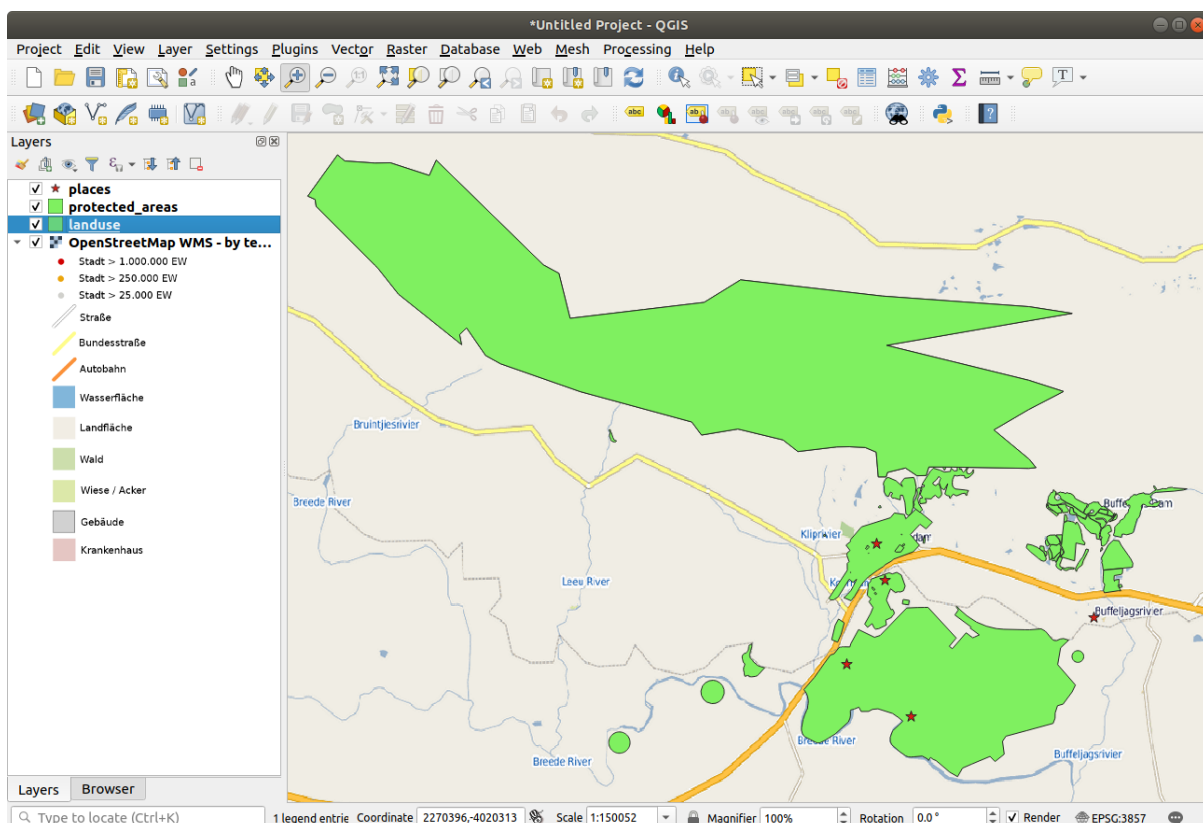 *Untitled Project - QGIS
Project Edit View Layer Settings Plugins Vector Raster Database Web Mesh Processing Help
Layers
places
protected_areas
landuse
OpenStreetMap WMS - by te...
Stadt > 1.000.000 EW
Stadt > 250.000 EW
Stadt > 25.000 EW
Straße
Bundesstraße
Autobahn
Wasserfläche
Landfläche
Wald
Wiese / Acker
Gebäude
Krankenhaus
Bruintjiesrivier
Breede River
Kliprivier
dam
Leeu River
Buffeljagsrivier
Breede River
Breede River
Buffeljagsrivier
Layers Browser
Type to locate (Ctrl+K) 1 legend entrie Coordinate 2270396,-4020313 Scale 1:150052 Magnifier 100% Rotation 0.0° Render EPSG:3857